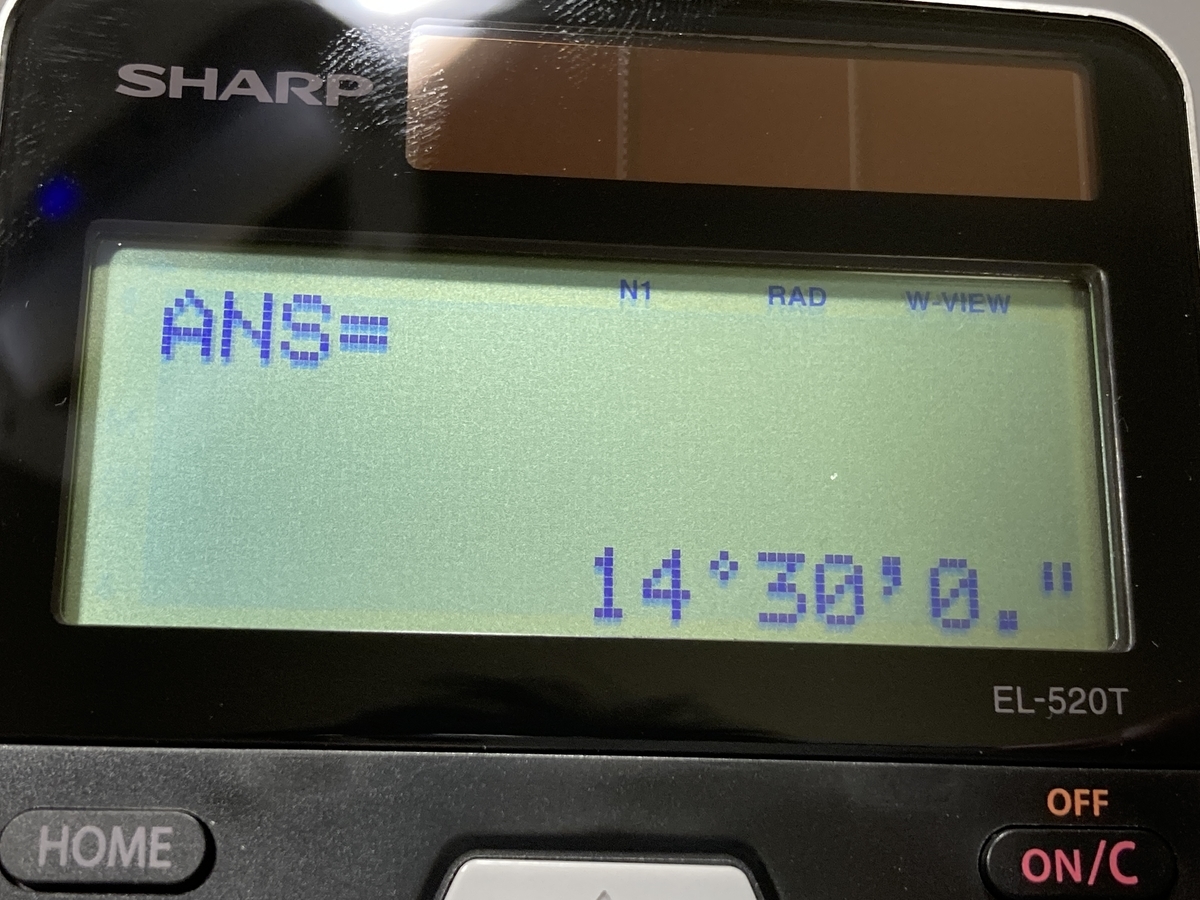 SHARP
N1 RAD W-VIEW
ANS=
14°30’0."
EL-520T
OFF
HOME
ON/C